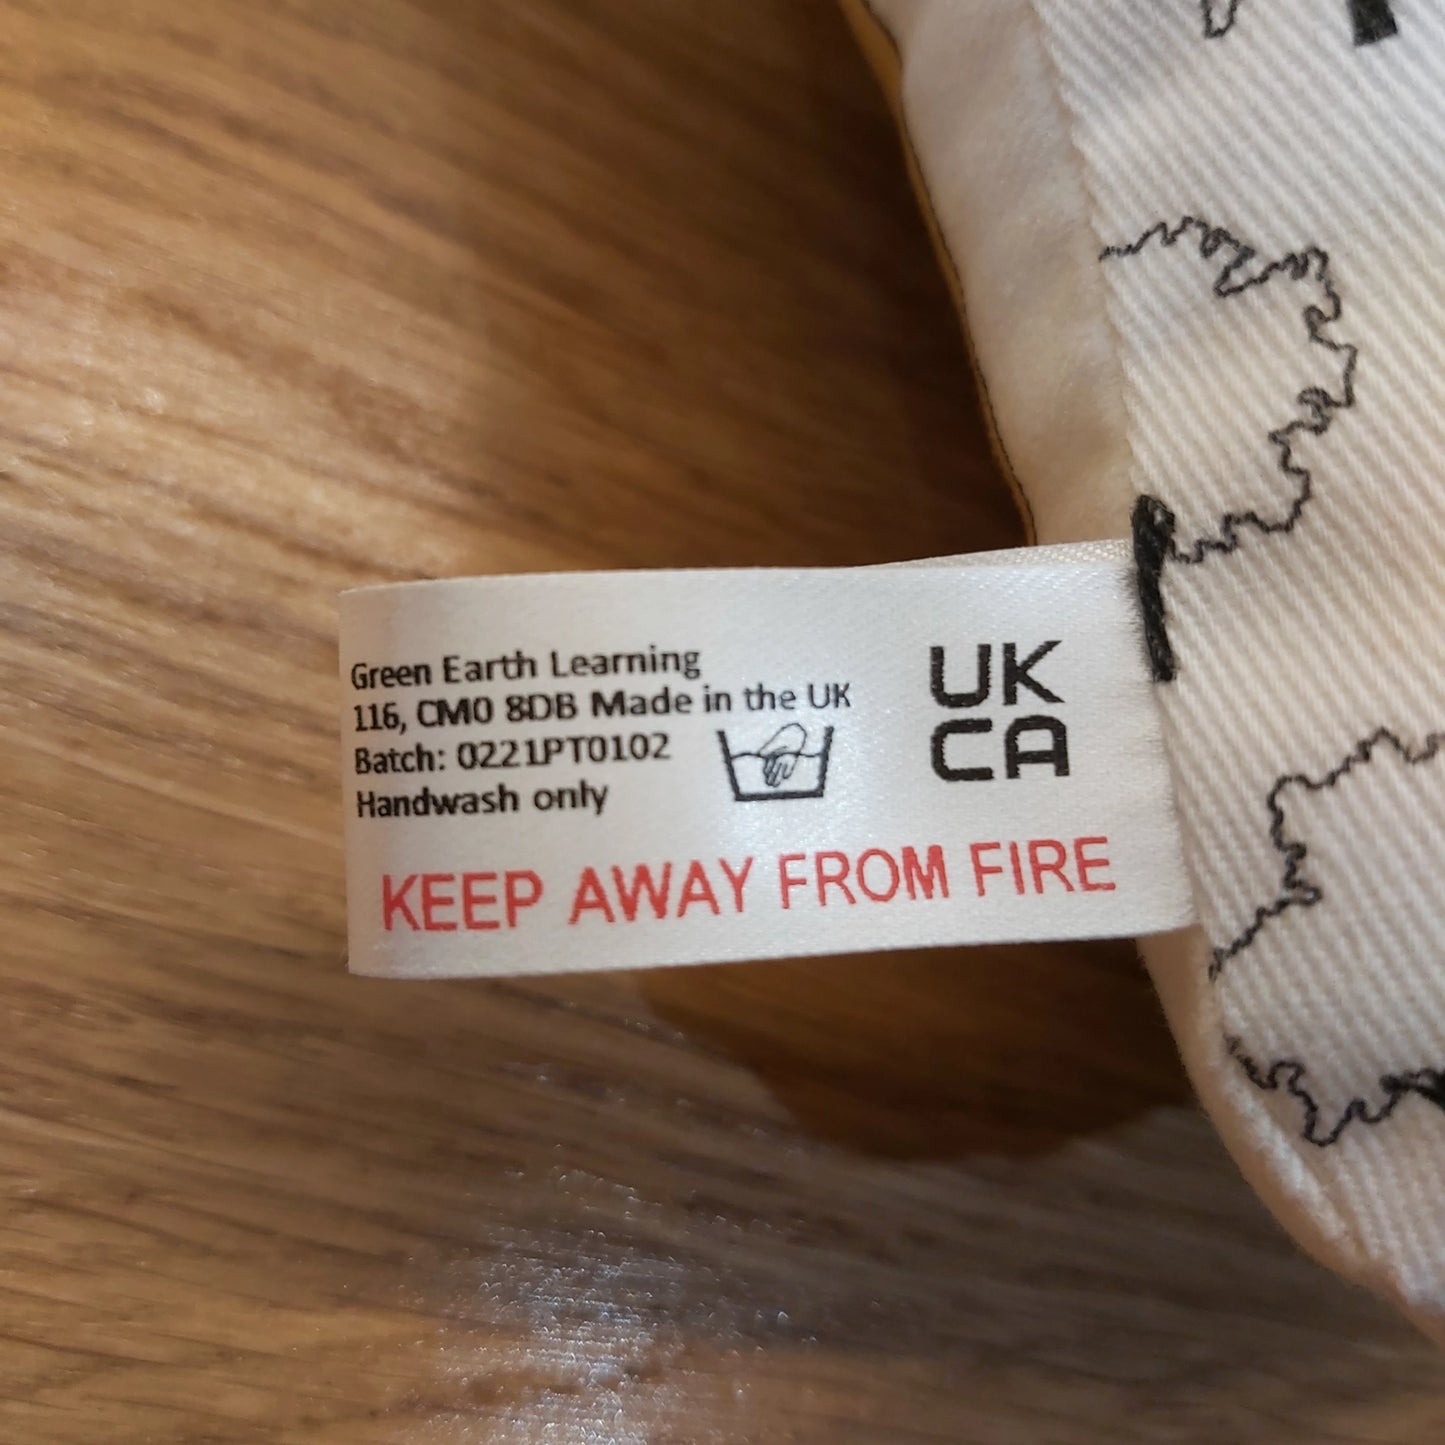 Green Earth Learning
116, CM0 8DB Made in the UK
Batch: 0221PT0102
Handwash only
UK
CA
KEEP AWAY FROM FIRE